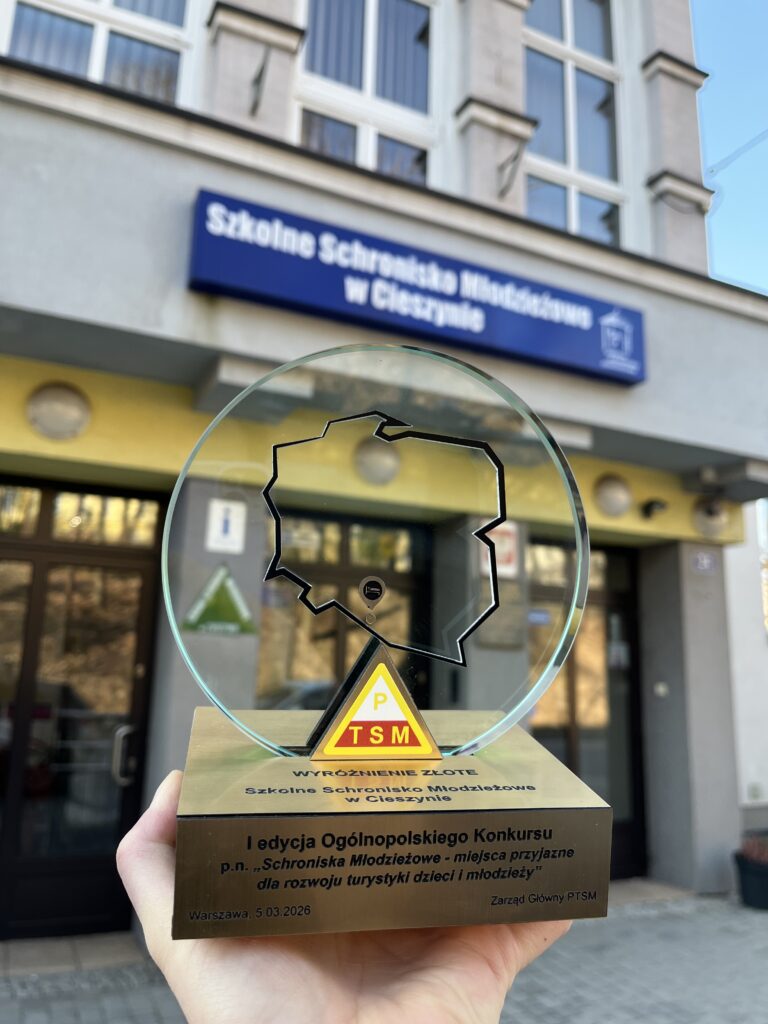 Szkolne Schronisko Młodzieżowe
w Cieszynie
i
P
TSM
WYRÓŻNIENIE ZŁOTE
Szkolne Schronisko Młodzieżowe
w Cieszynie
I edycja Ogólnopolskiego Konkursu
p.n. „Schroniska Młodzieżowe - miejsca przyjazne
dla rozwoju turystyki dzieci i młodzieży”
Warszawa, 5.03.2026
Zarząd Główny PTSM